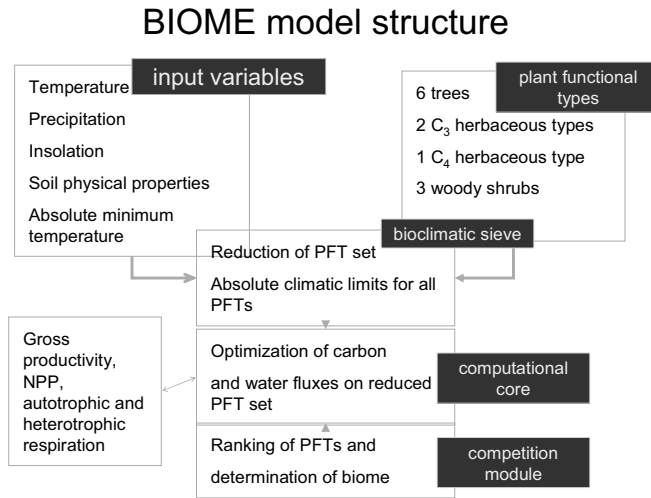 BIOME model structure
input variables
Temperature
Precipitation
Insolation
Soil physical properties
Absolute minimum
temperature
plant functional
types
6 trees
2 C₃ herbaceous types
1 C₄ herbaceous type
3 woody shrubs
bioclimatic sieve
Reduction of PFT set
Absolute climatic limits for all
PFTs
Gross
productivity,
NPP,
autotrophic and
heterotrophic
respiration
Optimization of carbon
and water fluxes on reduced
PFT set
computational
core
Ranking of PFTs and
determination of biome
competition
module